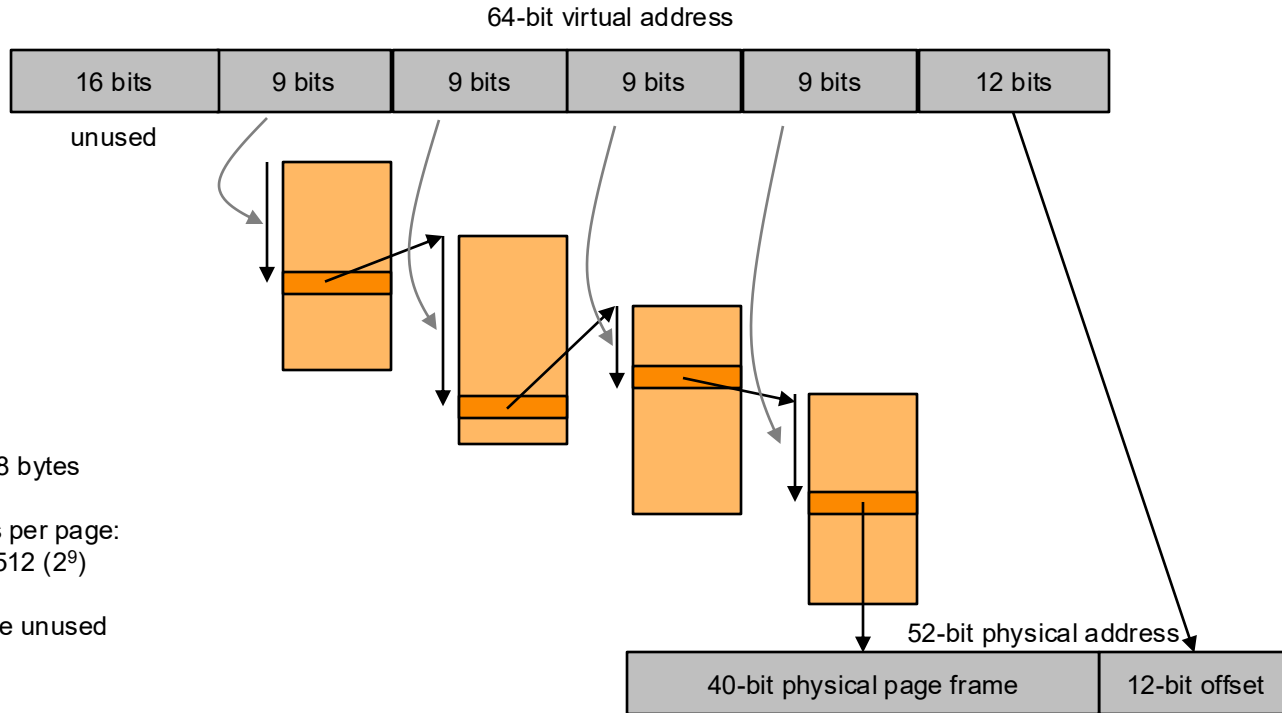 64-bit virtual address
16 bits 9 bits 9 bits 9 bits 9 bits 12 bits
unused
8 bytes
per page:
512 (2⁹)
unused
52-bit physical address
40-bit physical page frame 12-bit offset